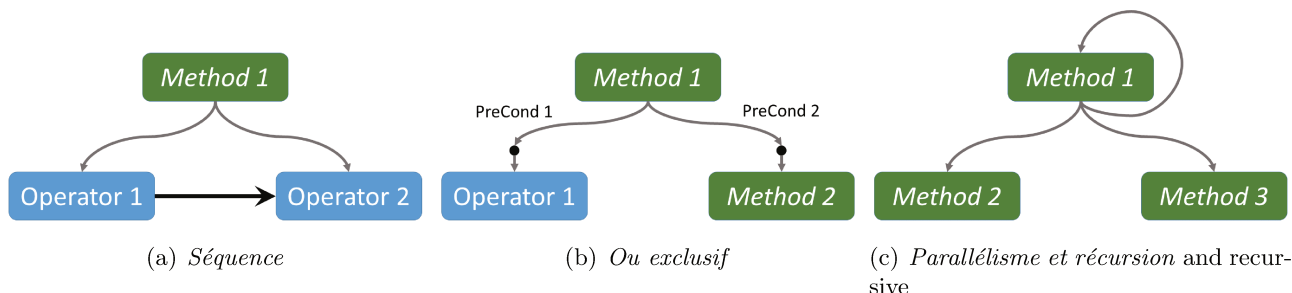 Method 1
Operator 1
Operator 2
(a) Séquence
Method 1
PreCond 1
PreCond 2
Operator 1
Method 2
(b) Ou exclusif
Method 1
Method 2
Method 3
(c) Parallélisme et récursion and recur-
sive